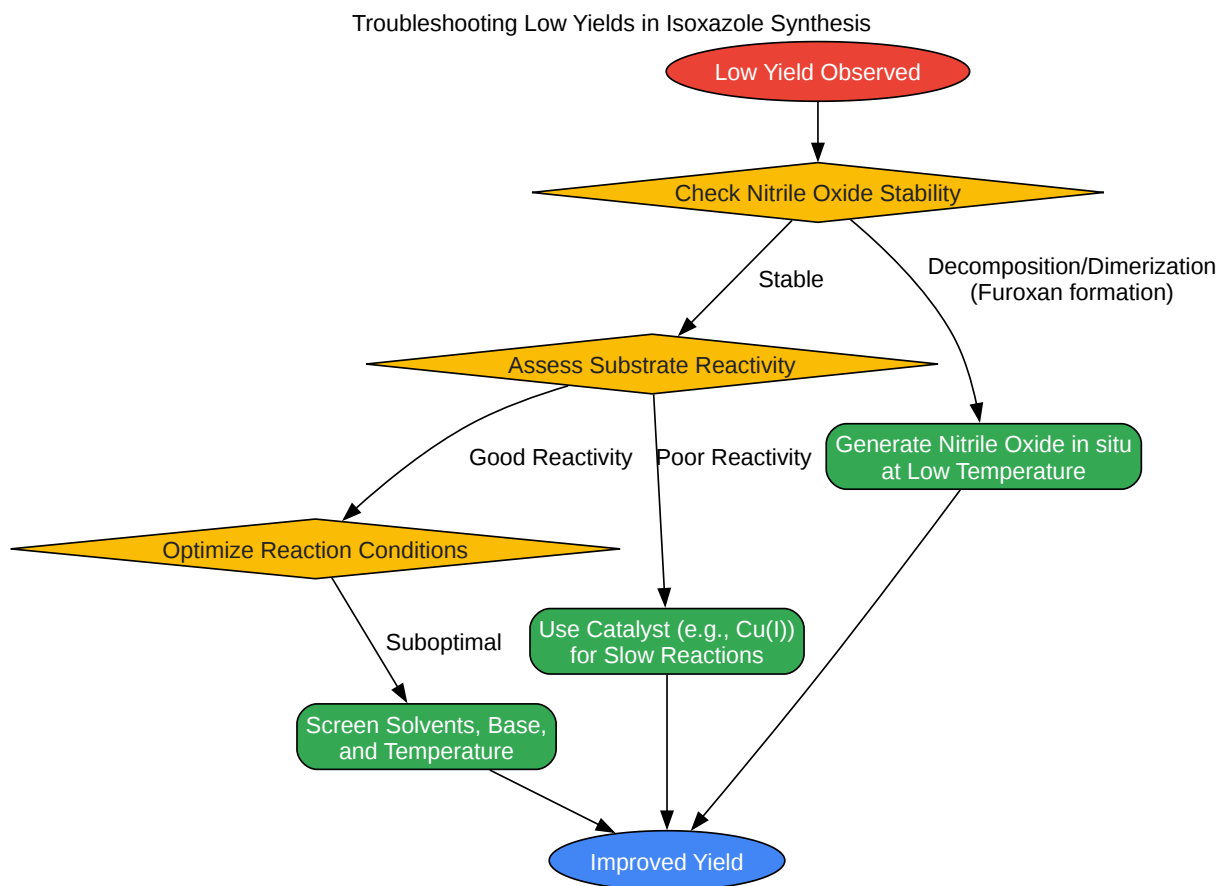 Troubleshooting Low Yields in Isoxazole Synthesis
Low Yield Observed
Check Nitrile Oxide Stability
Stable
Decomposition/Dimerization
(Furoxan formation)
Assess Substrate Reactivity
Good Reactivity
Poor Reactivity
Generate Nitrile Oxide in situ
at Low Temperature
Optimize Reaction Conditions
Suboptimal
Use Catalyst (e.g., Cu(I))
for Slow Reactions
Screen Solvents, Base,
and Temperature
Improved Yield